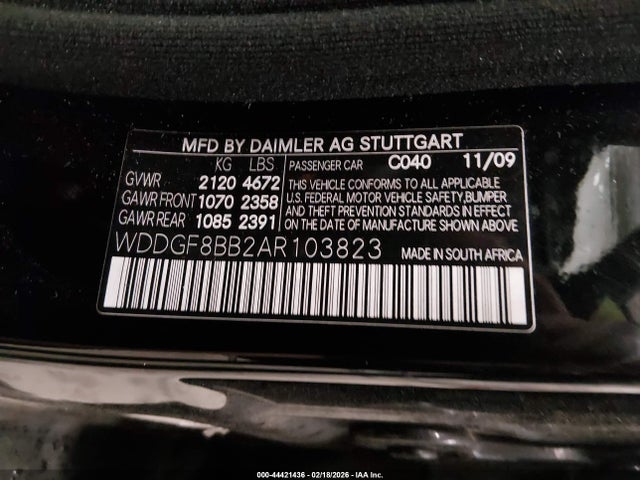 MFD BY DAIMLER AG STUTTGART
KG LBS PASSENGER CAR C040 11/09
GVWR 2120 4672 THIS VEHICLE CONFORMS TO ALL APPLICABLE
GAWR FRONT 1070 2358 U.S. FEDERAL MOTOR VEHICLE SAFETY,BUMPER
GAWR REAR 1085 2391 AND THEFT PREVENTION STANDARDS IN EFFECT
ON THE DATE OF MANUFACTURE SHOWN ABOVE
WDDGF8BB2AR103823 MADE IN SOUTH AFRICA
000-44421436 - 02/18/2026 - IAA Inc.